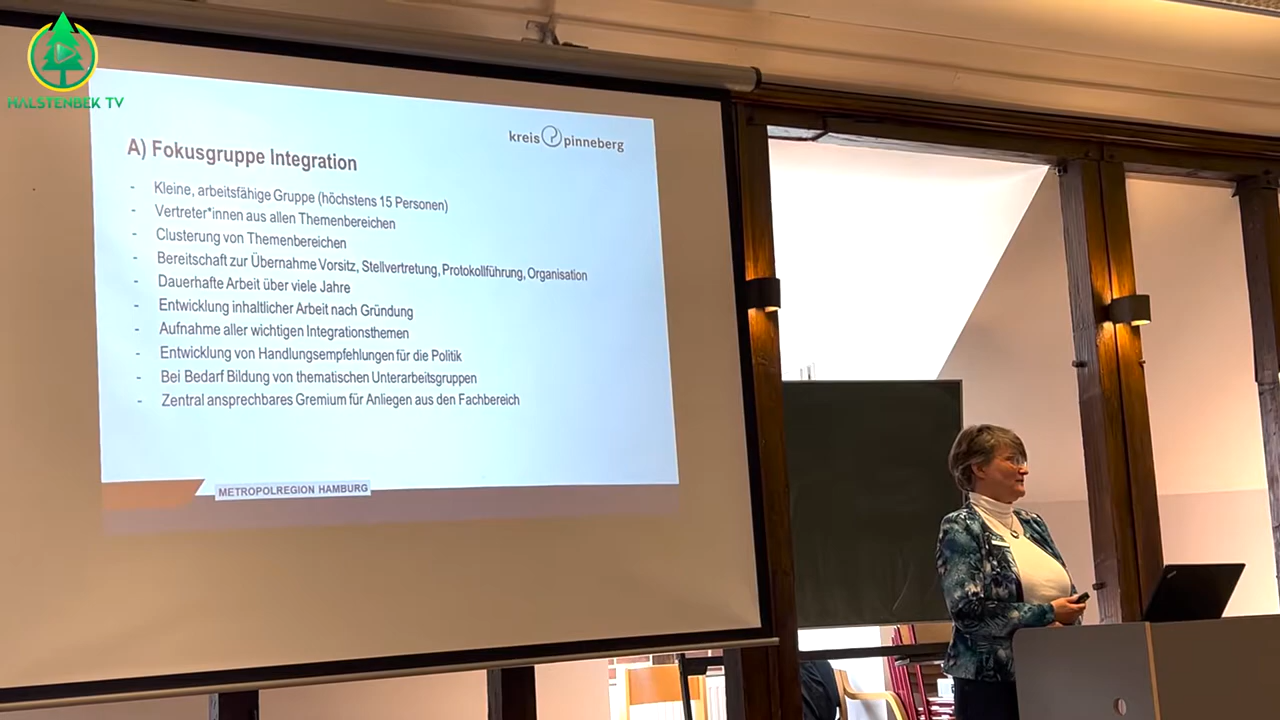 HALSTENBEK TV
kreis pinneberg
A) Fokusgruppe Integration
- Kleine, arbeitsfähige Gruppe (höchstens 15 Personen)
- Vertreter*innen aus allen Themenbereichen
- Clusterung von Themenbereichen
- Bereitschaft zur Übernahme Vorsitz, Stellvertretung, Protokollführung, Organisation
- Dauerhafte Arbeit über viele Jahre
- Entwicklung inhaltlicher Arbeit nach Gründung
- Aufnahme aller wichtigen Integrationsthemen
- Entwicklung von Handlungsempfehlungen für die Politik
- Bei Bedarf Bildung von thematischen Unterarbeitsgruppen
- Zentral ansprechbares Gremium für Anliegen aus den Fachbereich
METROPOLREGION HAMBURG